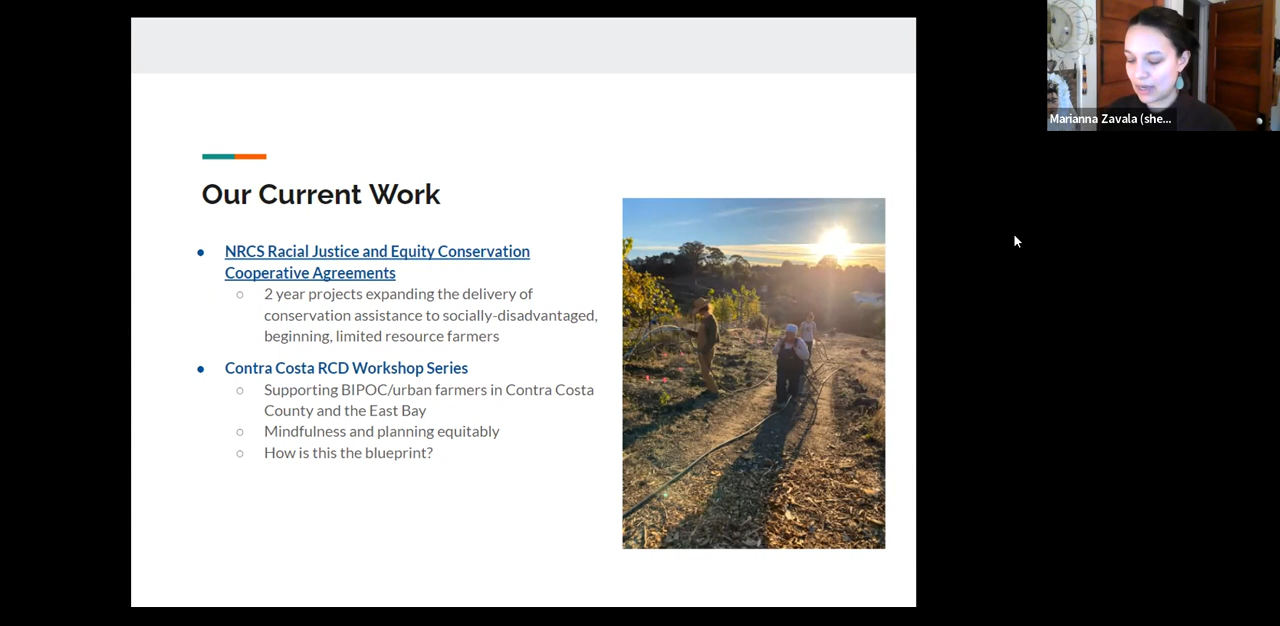 Our Current Work
● NRCS Racial Justice and Equity Conservation
Cooperative Agreements
○ 2 year projects expanding the delivery of
conservation assistance to socially-disadvantaged,
beginning, limited resource farmers
● Contra Costa RCD Workshop Series
○ Supporting BIPOC/urban farmers in Contra Costa
County and the East Bay
○ Mindfulness and planning equitably
○ How is this the blueprint?
Marianna Zavala (she...